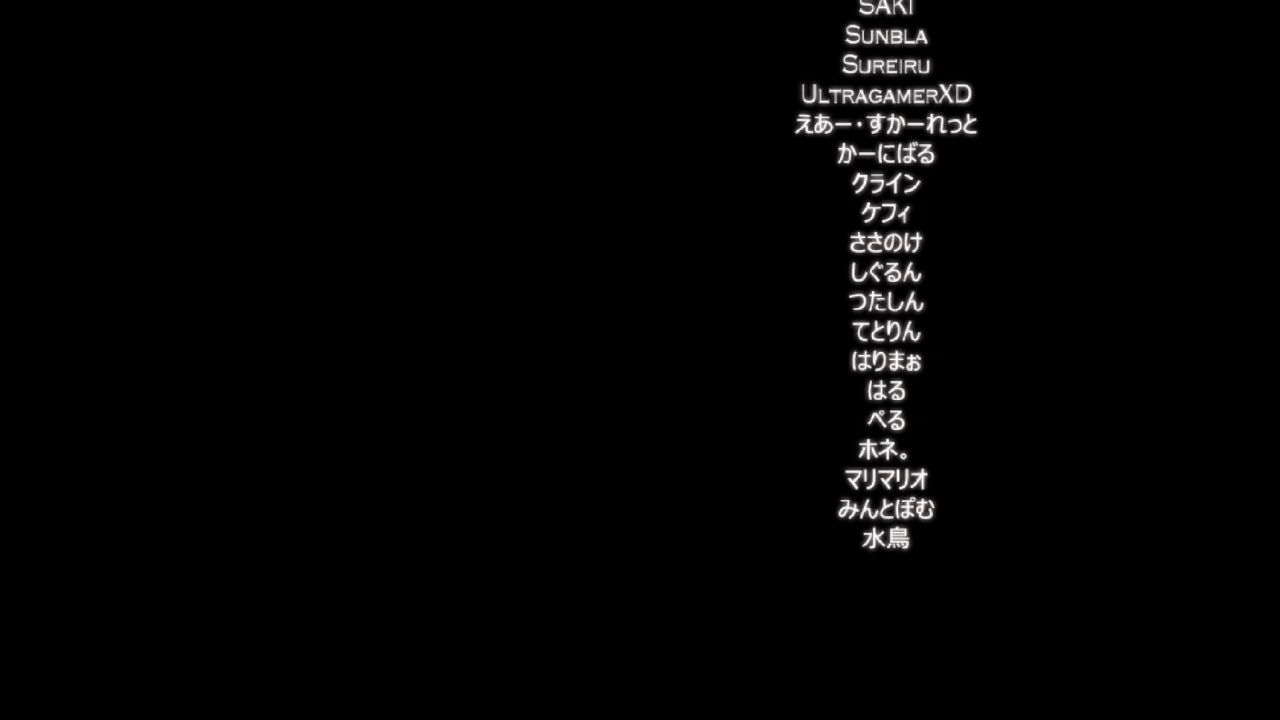 SAKI
SUNBLA
SUREIRU
ULTRAGAMERXD
えあー・すかーれっと
かーにばる
クライン
ケフィ
ささのけ
しぐるん
つたしん
てとりん
はりまぉ
はる
ぺる
ホネ。
マリマリオ
みんとぽむ
水鳥